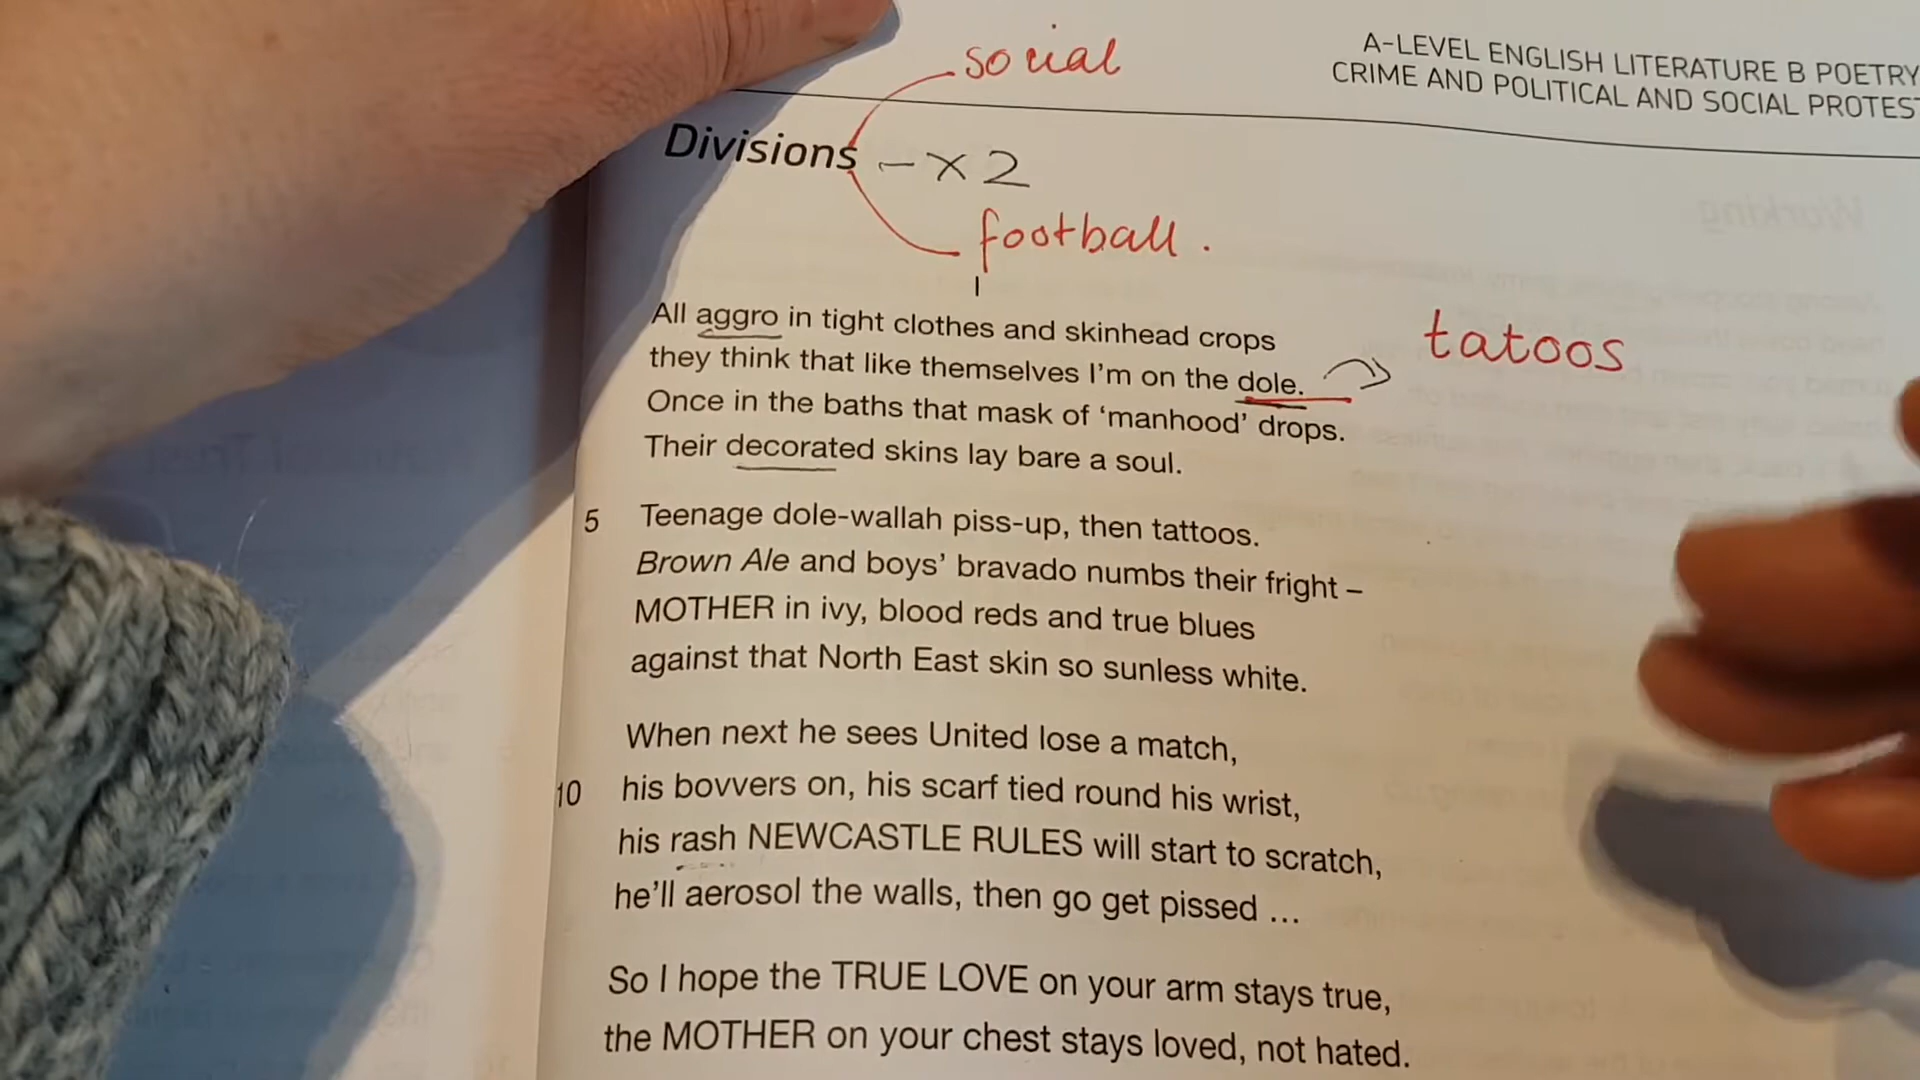 social
A-LEVEL ENGLISH LITERATURE B POETRY
CRIME AND POLITICAL AND SOCIAL PROTEST
Divisions - x 2
football.
I
All aggro in tight clothes and skinhead crops
they think that like themselves I'm on the dole.
tatoos
Once in the baths that mask of ‘manhood’ drops.
Their decorated skins lay bare a soul.
5 Teenage dole-wallah piss-up, then tattoos.
Brown Ale and boys’ bravado numbs their fright –
MOTHER in ivy, blood reds and true blues
against that North East skin so sunless white.
When next he sees United lose a match,
10 his bovvers on, his scarf tied round his wrist,
his rash NEWCASTLE RULES will start to scratch,
he’ll aerosol the walls, then go get pissed ...
So I hope the TRUE LOVE on your arm stays true,
the MOTHER on your chest stays loved, not hated.